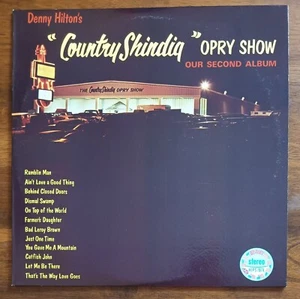 Denny Hilton's
"Country Shindig" OPRY SHOW
OUR SECOND ALBUM
THE Country Shindig OPRY SHOW
Ramblin Man
Ain't Love a Good Thing
Behind Closed Doors
Dismal Swamp
On Top of the World
Farmer's Daughter
Bad Leroy Brown
Just One Time
You Gave Me A Mountain
Catfish John
Let Me Be There
That's The Way Love Goes
stereo